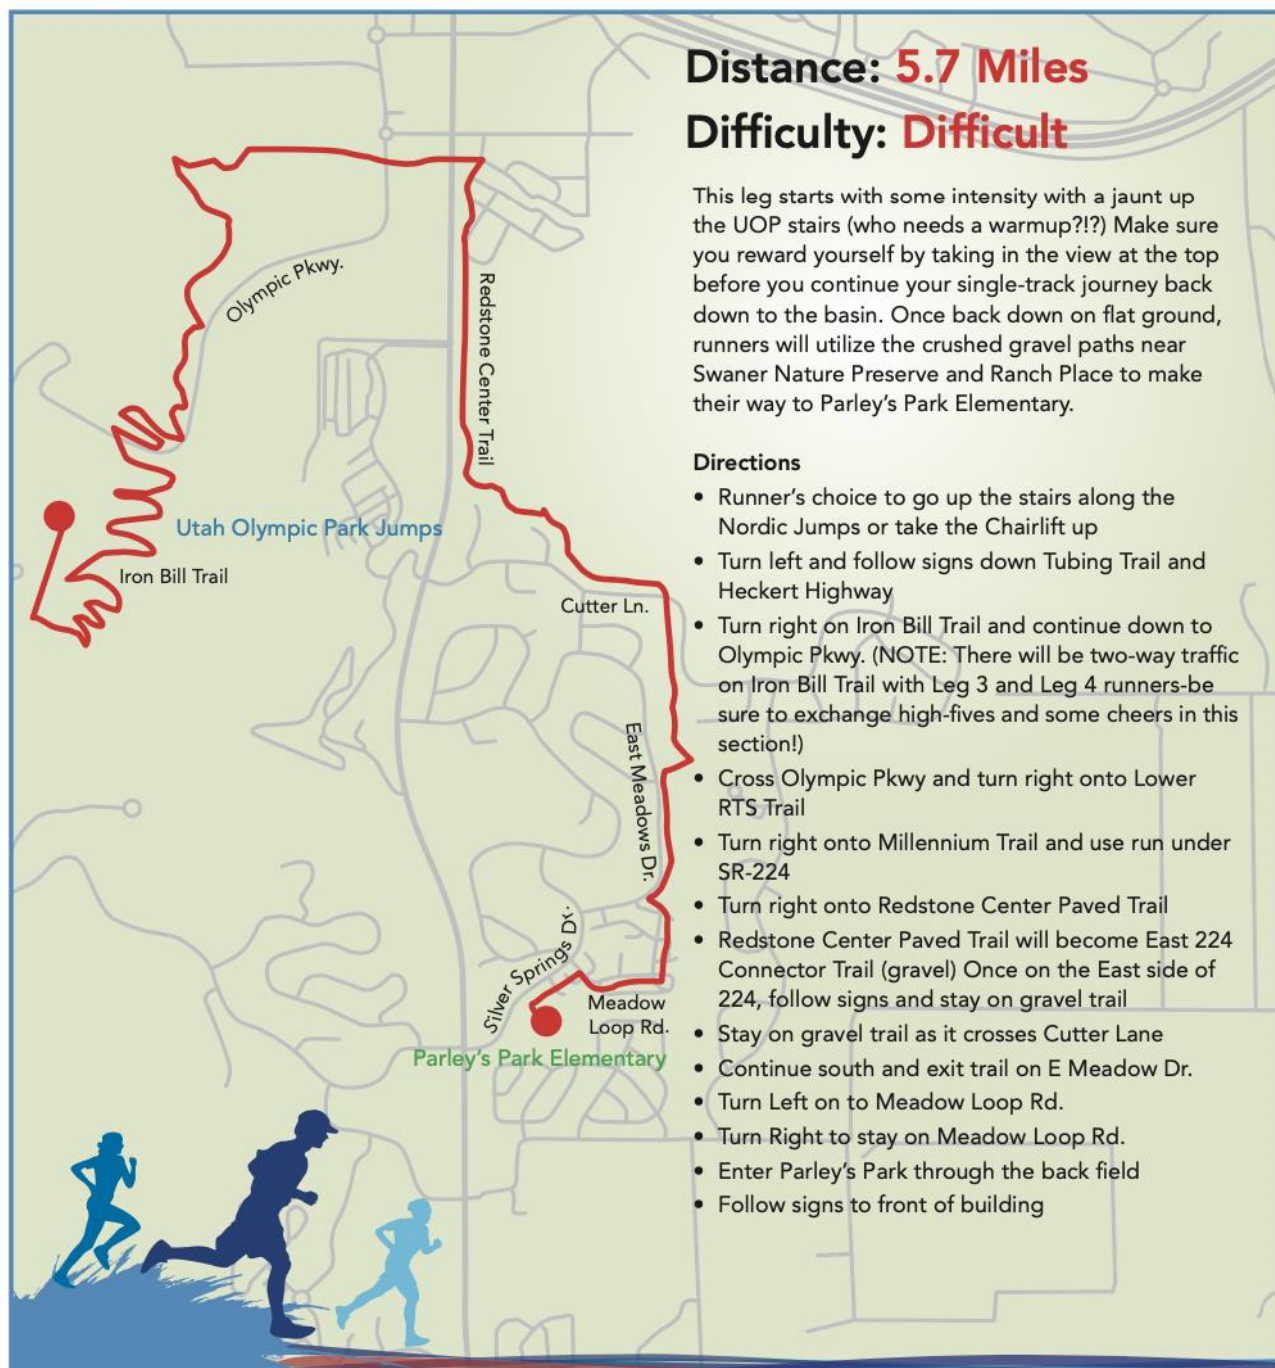 Distance: 5.7 Miles
Difficulty: Difficult
This leg starts with some intensity with a jaunt up
the UOP stairs (who needs a warmup?!?) Make sure
you reward yourself by taking in the view at the top
before you continue your single-track journey back
down to the basin. Once back down on flat ground,
runners will utilize the crushed gravel paths near
Swaner Nature Preserve and Ranch Place to make
their way to Parley's Park Elementary.
Directions
• Runner's choice to go up the stairs along the
Nordic Jumps or take the Chairlift up
• Turn left and follow signs down Tubing Trail and
Heckert Highway
• Turn right on Iron Bill Trail and continue down to
Olympic Pkwy. (NOTE: There will be two-way traffic
on Iron Bill Trail with Leg 3 and Leg 4 runners-be
sure to exchange high-fives and some cheers in this
section!)
• Cross Olympic Pkwy and turn right onto Lower
RTS Trail
• Turn right onto Millennium Trail and use run under
SR-224
• Turn right onto Redstone Center Paved Trail
• Redstone Center Paved Trail will become East 224
Connector Trail (gravel) Once on the East side of
224, follow signs and stay on gravel trail
• Stay on gravel trail as it crosses Cutter Lane
• Continue south and exit trail on E Meadow Dr.
• Turn Left on to Meadow Loop Rd.
• Turn Right to stay on Meadow Loop Rd.
• Enter Parley's Park through the back field
• Follow signs to front of building
Olympic Pkwy.
Redstone Center Trail
Utah Olympic Park Jumps
Iron Bill Trail
Cutter Ln.
East Meadows Dr.
Silver Springs Dr.
Meadow
Loop Rd.
Parley's Park Elementary